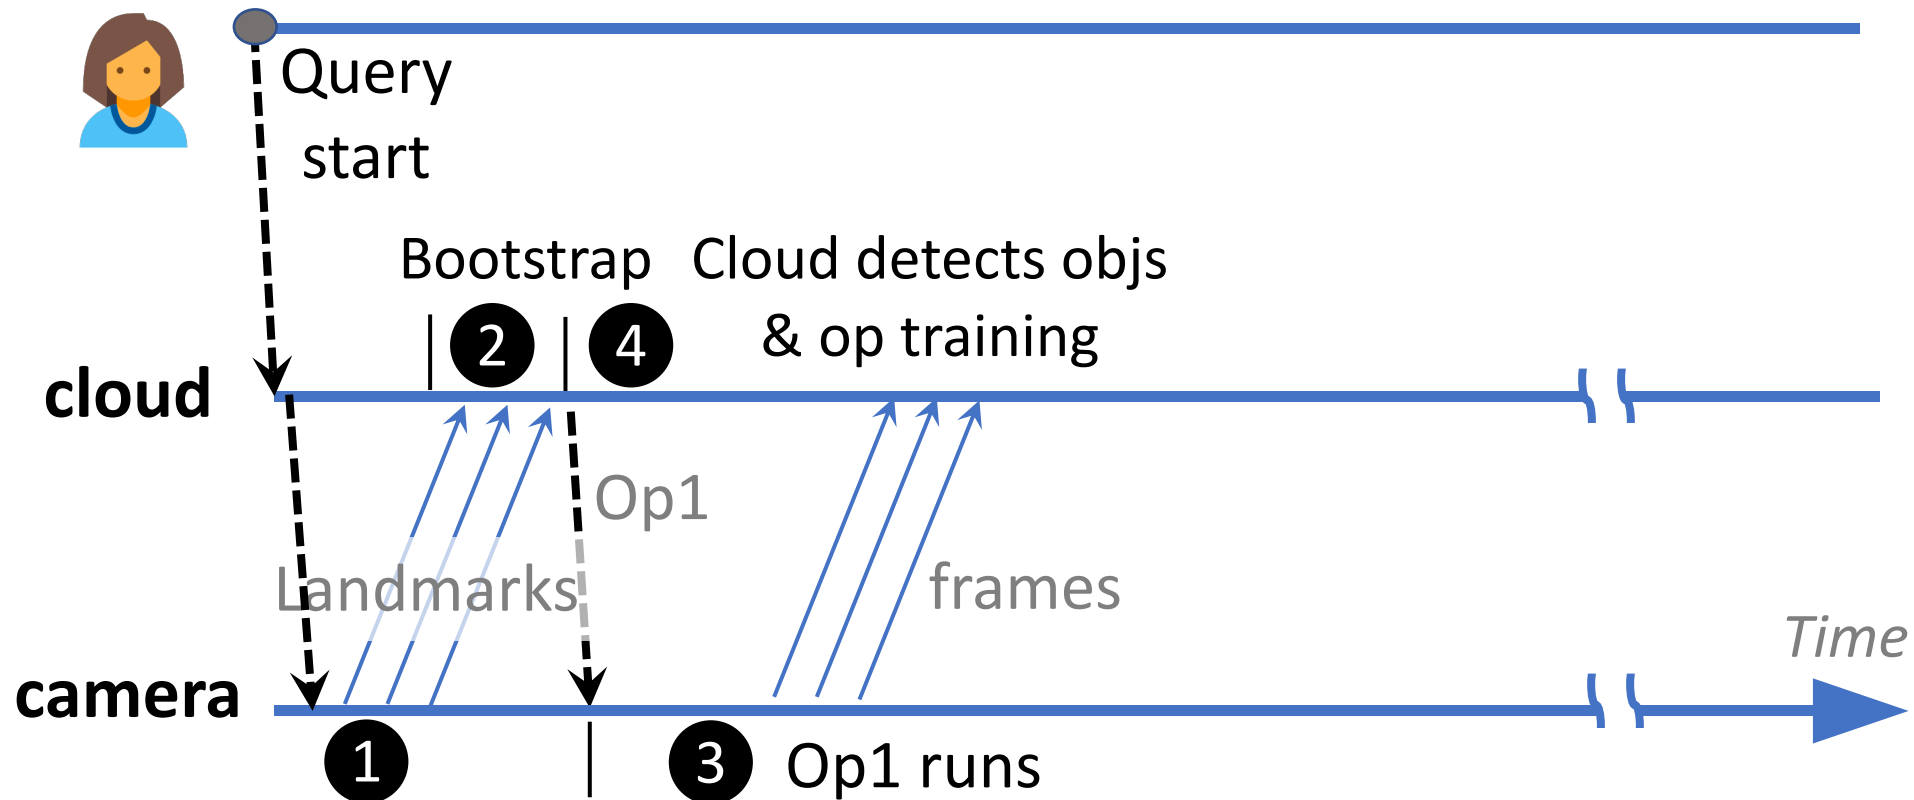 Query
start
Bootstrap
Cloud detects objs
& op training
2
4
cloud
Op1
Landmarks
frames
Time
camera
1
3
Op1 runs